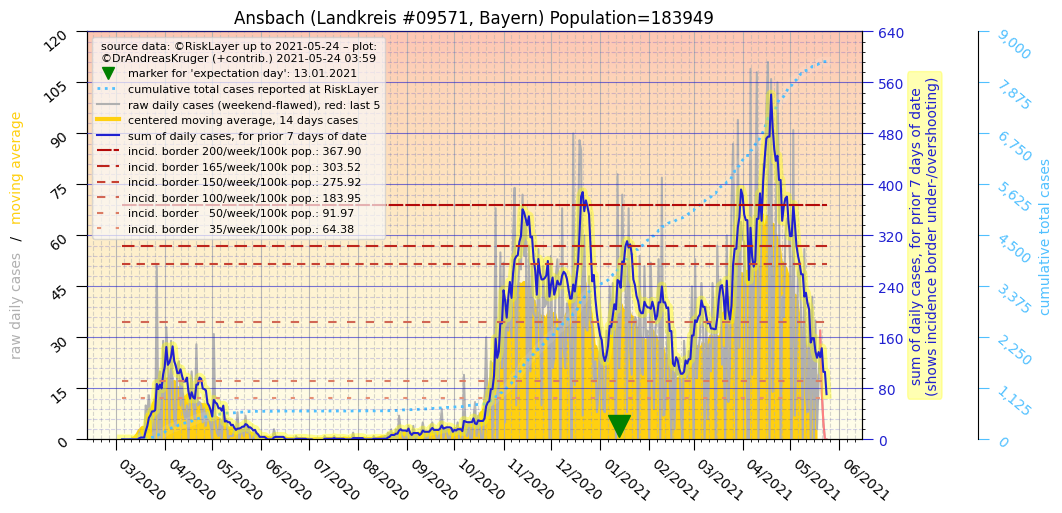 Ansbach (Landkreis #09571, Bayern) Population=183949
source data: ©RiskLayer up to 2021-05-24 – plot:
©DrAndreasKruger (+contrib.) 2021-05-24 03:59
marker for 'expectation day': 13.01.2021
cumulative total cases reported at RiskLayer
raw daily cases (weekend-flawed), red: last 5
centered moving average, 14 days cases
sum of daily cases, for prior 7 days of date
incid. border 200/week/100k pop.: 367.90
incid. border 165/week/100k pop.: 303.52
incid. border 150/week/100k pop.: 275.92
incid. border 100/week/100k pop.: 183.95
incid. border 50/week/100k pop.: 91.97
incid. border 35/week/100k pop.: 64.38
raw daily cases / moving average
120
105
90
75
60
45
30
15
0
03/2020
04/2020
05/2020
06/2020
07/2020
08/2020
09/2020
10/2020
11/2020
12/2020
01/2021
02/2021
03/2021
04/2021
05/2021
06/2021
640
560
480
400
320
240
160
80
0
sum of daily cases, for prior 7 days of date
(shows incidence border under-/overshooting)
9,000
7,875
6,750
5,625
4,500
3,375
2,250
1,125
0
cumulative total cases